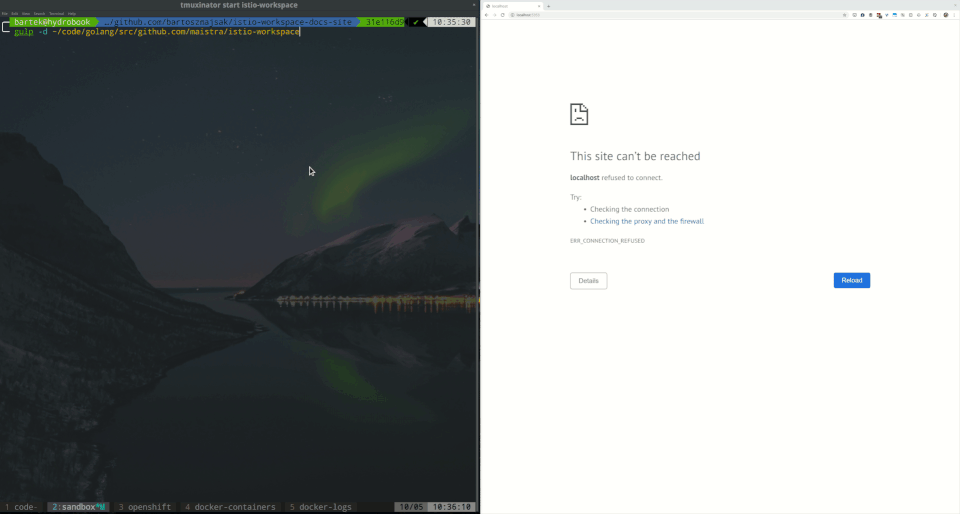 tmuxinator start istio-workspace
File Edit View Search Terminal Help
bartek@hydrobook …/github.com/bartoszmajsak/istio-workspace-docs-site 31e116d9 ✔ 10:35:30
gulp -d ~/code/golang/src/github.com/maistra/istio-workspace
1 code- 2:sandbox*M 3 openshift 4 docker-containers 5 docker-logs 10/05 10:36:10
localhost
This site can't be reached
localhost refused to connect.
Try:
• Checking the connection
• Checking the proxy and the firewall
ERR_CONNECTION_REFUSED
Details
Reload